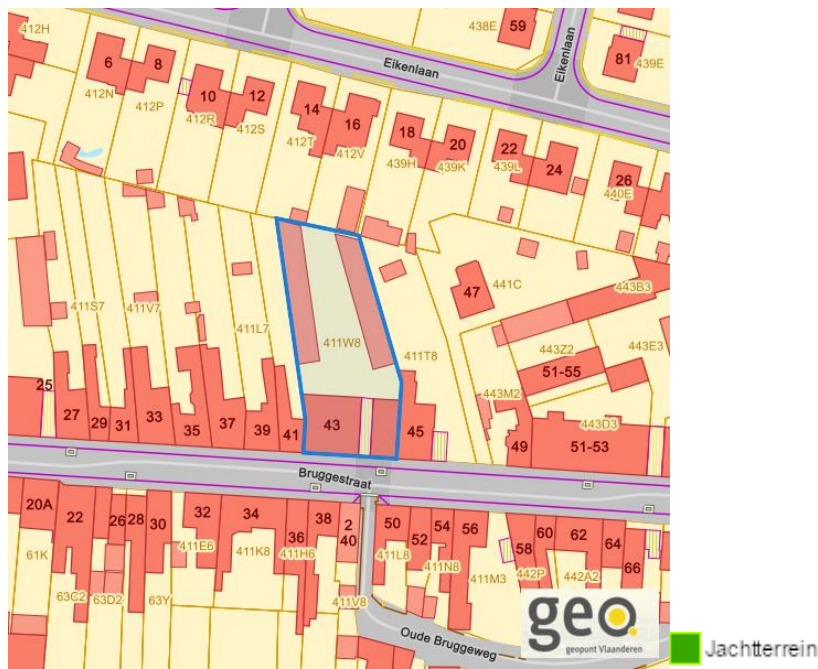 412H
438E
59
Eikenlaan
81
439E
6
8
412N
412P
Eikenlaan
10
12
412R
412S
14
16
412T
412V
18
20
439H
439K
22
24
439L
26
440E
47
441C
443B3
411S7
411V7
411L7
411W8
411T8
443Z2
443E3
51-55
443M2
25
27
29
31
33
35
37
39
41
43
45
49
443D3
51-53
Bruggestraat
20A
22
26
28
30
32
34
36
38
2
40
50
52
54
56
58
60
62
64
66
61K
63C2
63D2
63Y
411E6
411K8
411H6
411V8
411L8
411N8
411M3
442P
442A2
Oude Bruggeweg
geo
geopunt Vlaanderen
Jachtterrein